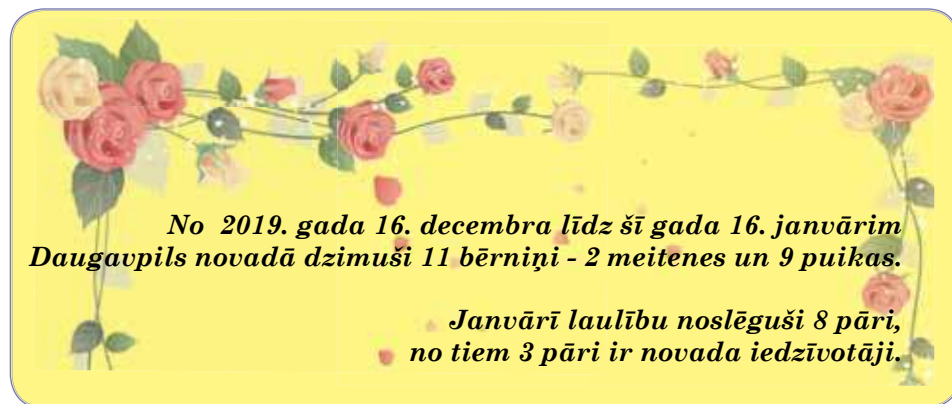 No 2019. gada 16. decembra līdz šī gada 16. janvārim
Daugavpils novadā dzimuši 11 bērniņi - 2 meitenes un 9 puikas.
Janvārī laulību noslēguši 8 pāri,
no tiem 3 pāri ir novada iedzīvotāji.